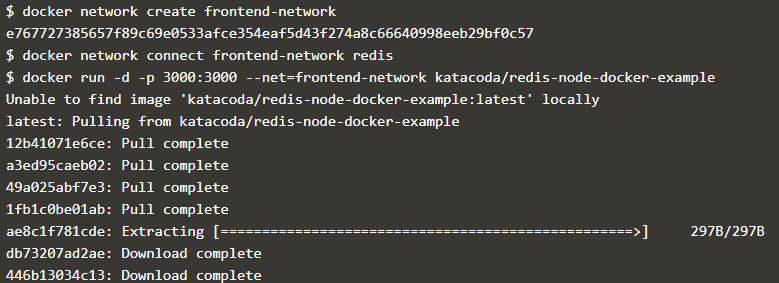 $ docker network create frontend-network
e767727385657f89c69e0533afce354eaf5d43f274a8c66640998eeb29bf0c57
$ docker network connect frontend-network redis
$ docker run -d -p 3000:3000 --net=frontend-network katacoda/redis-node-docker-example
Unable to find image 'katacoda/redis-node-docker-example:latest' locally
latest: Pulling from katacoda/redis-node-docker-example
12b41071e6ce: Pull complete
a3ed95caeb02: Pull complete
49a025abf7e3: Pull complete
1fb1c0be01ab: Pull complete
ae8c1f781cde: Extracting [==================================================>]     297B/297B
db73207ad2ae: Download complete
446b13034c13: Download complete